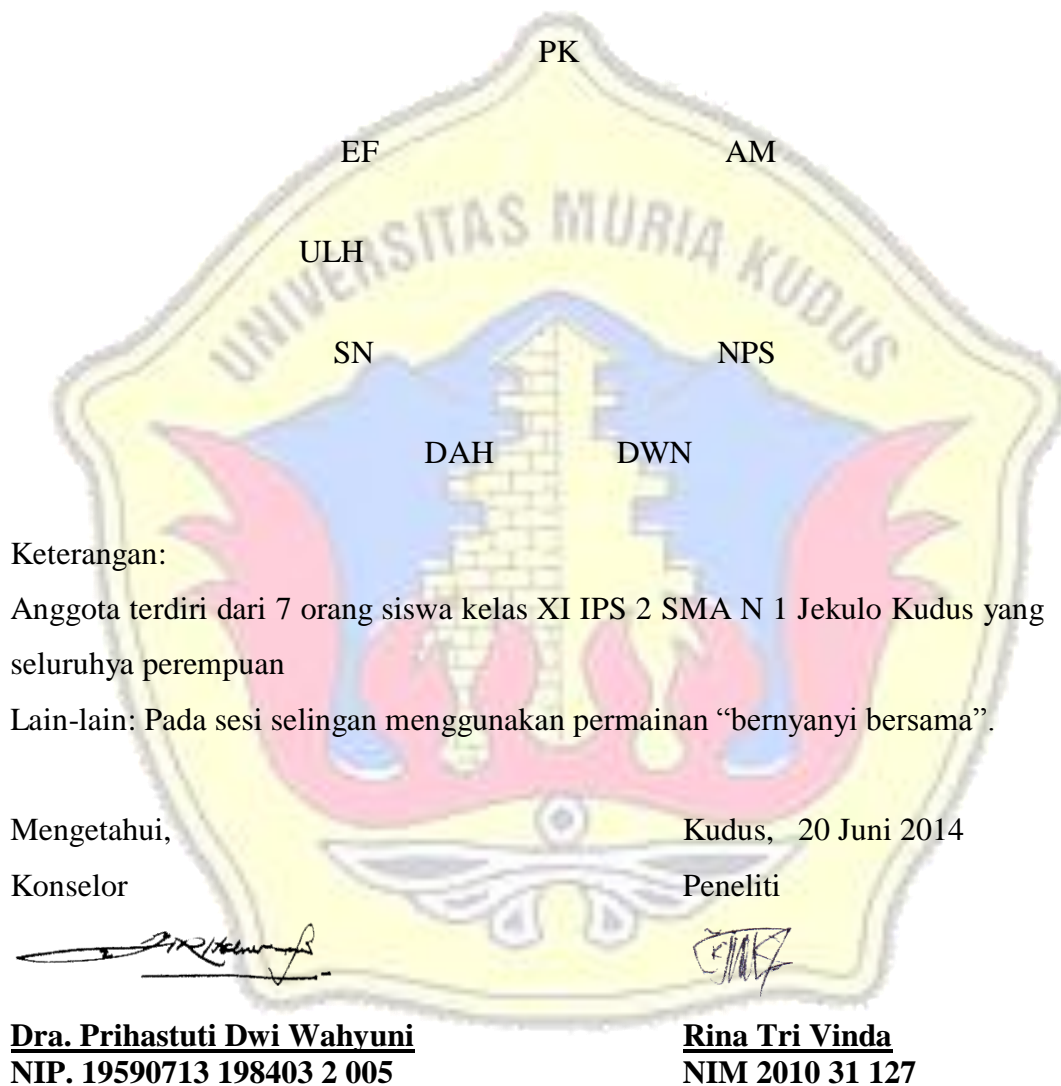 PK
EF AM
UNIVERSITAS MURIA KUDUS
ULH
SN NPS
DAH DWN
Keterangan:
Anggota terdiri dari 7 orang siswa kelas XI IPS 2 SMA N 1 Jekulo Kudus yang
seluruhya perempuan
Lain-lain: Pada sesi selingan menggunakan permainan “bernyanyi bersama”.
Mengetahui, Kudus, 20 Juni 2014
Konselor Peneliti
Dra. Prihastuti Dwi Wahyuni Rina Tri Vinda
NIP. 19590713 198403 2 005 NIM 2010 31 127